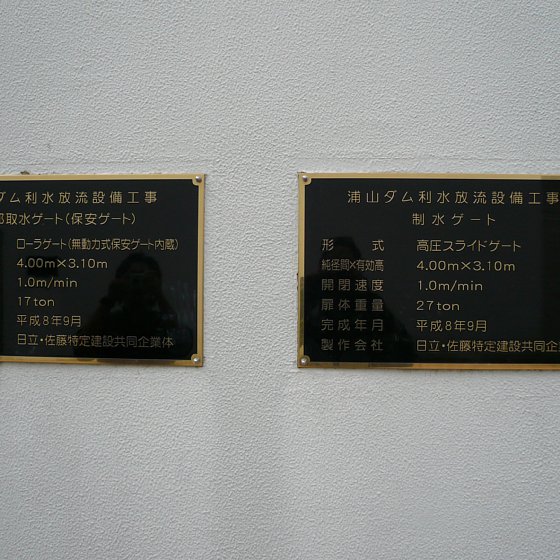 ダム利水放流設備工事
部取水ゲート(保安ゲート)
ローラゲート(無動力式保安ゲート内蔵)
4.00m×3.10m
1.0m/min
17ton
平成8年9月
日立・佐藤特定建設共同企業体
浦山ダム利水放流設備工事
制水ゲート
形式 高圧スライドゲート
純径間×有効高 4.00m×3.10m
開閉速度 1.0m/min
扉体重量 27ton
完成年月 平成8年9月
製作会社 日立・佐藤特定建設共同企